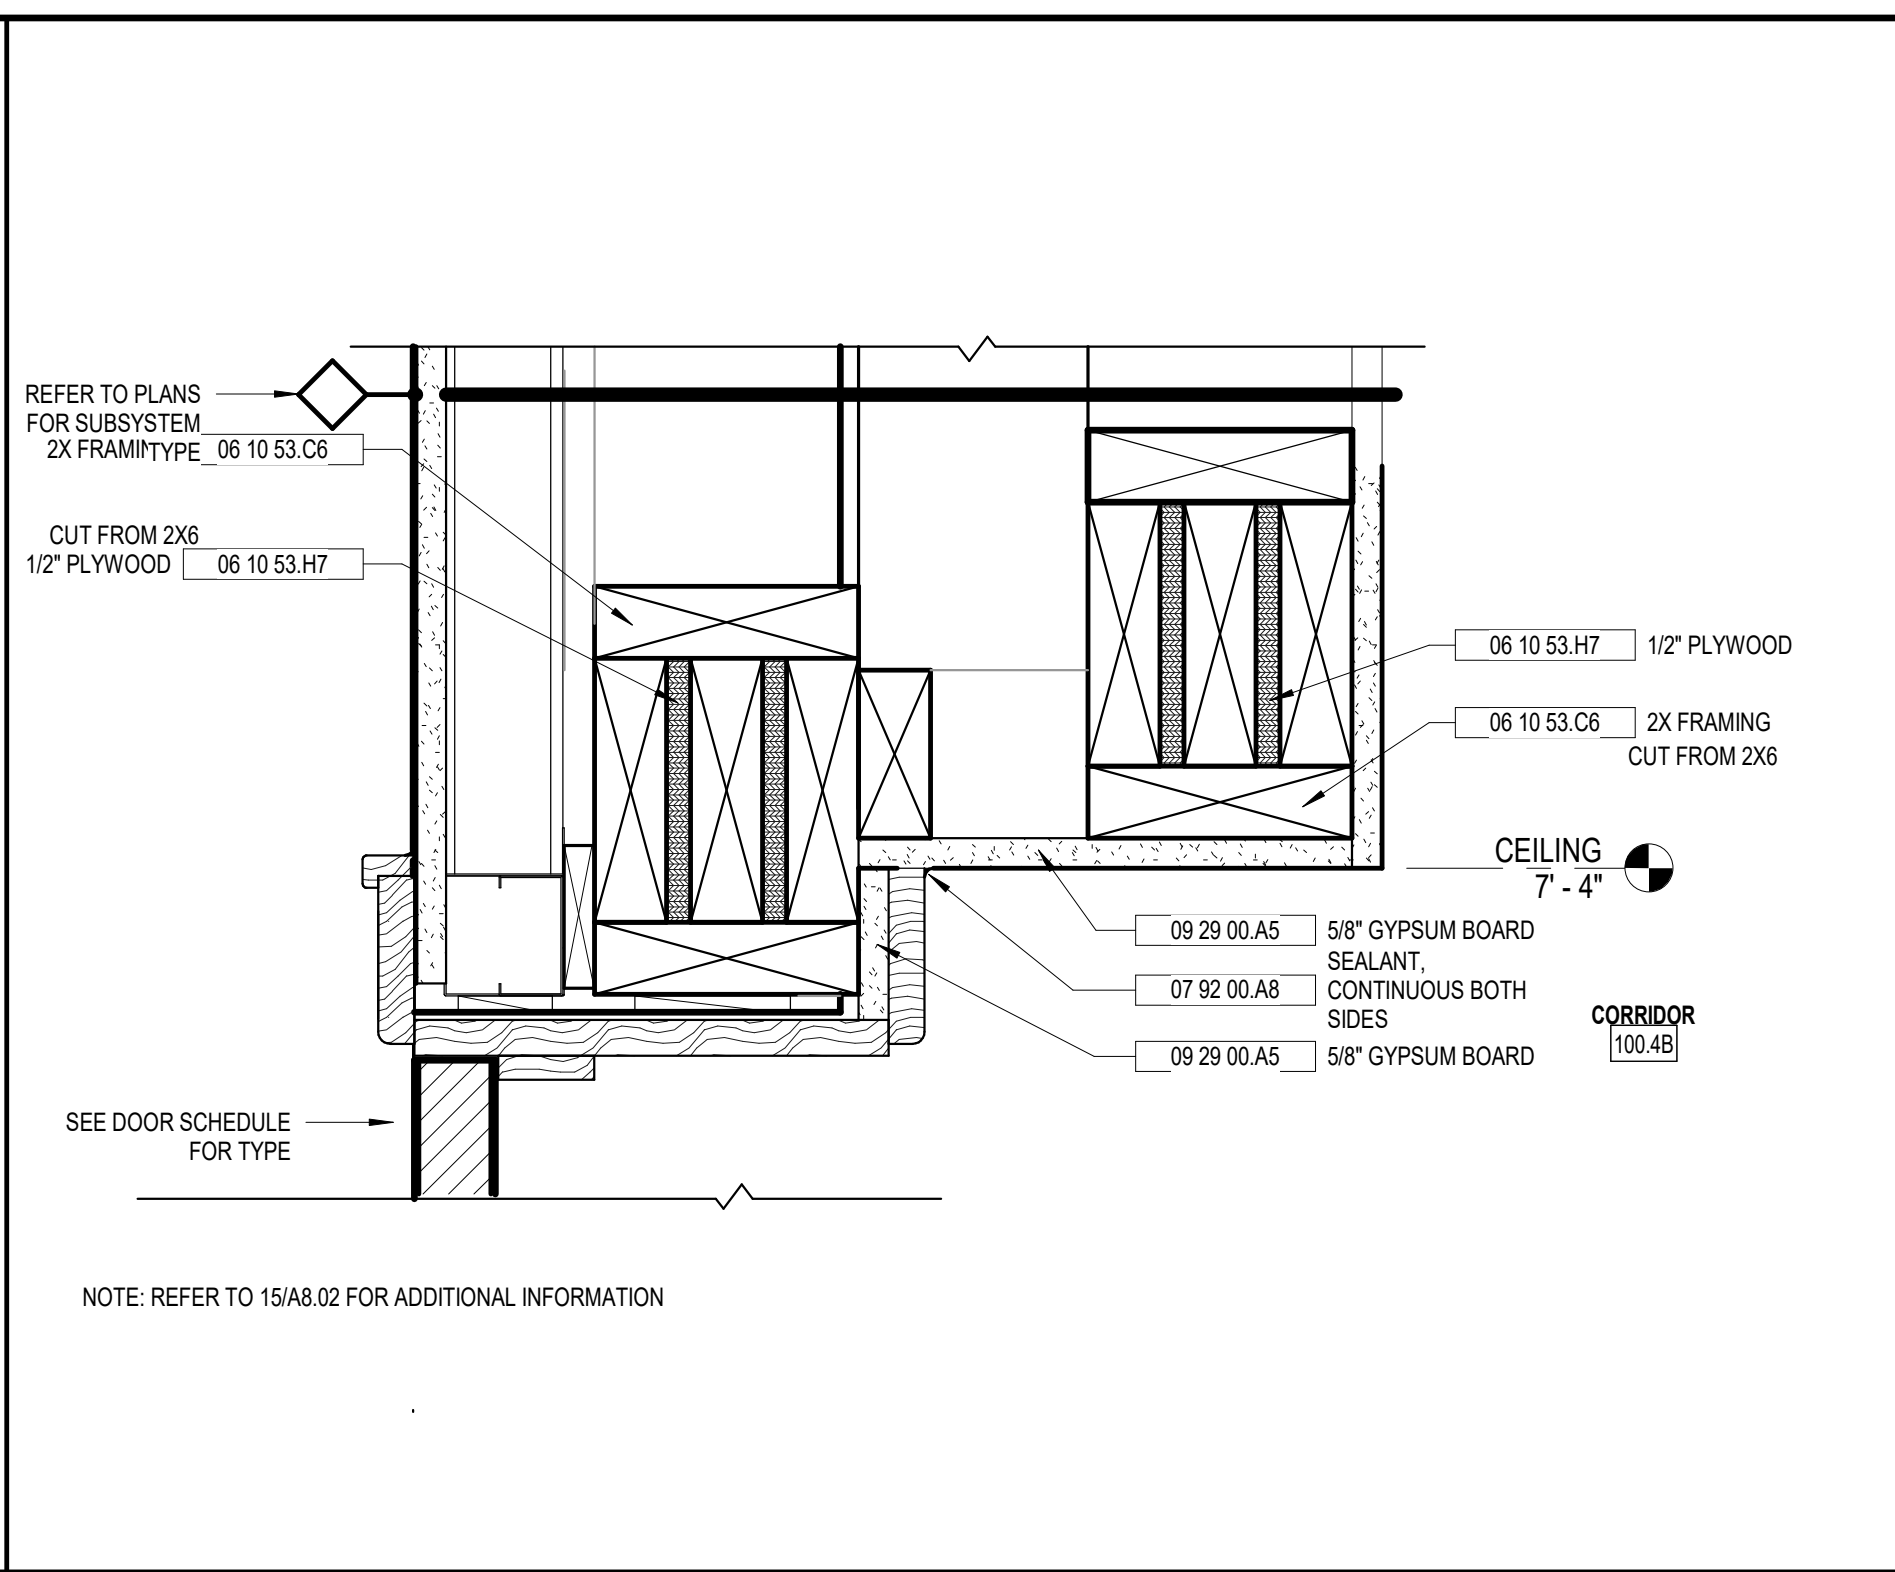 REFER TO PLANS
FOR SUBSYSTEM
TYPE
2X FRAMIN 06 10 53.C6
CUT FROM 2X6
1/2" PLYWOOD 06 10 53.H7
06 10 53.H7 1/2" PLYWOOD
06 10 53.C6 2X FRAMING
CUT FROM 2X6
CEILING
7' - 4"
09 29 00.A5 5/8" GYPSUM BOARD
SEALANT,
07 92 00.A8 CONTINUOUS BOTH
SIDES
09 29 00.A5 5/8" GYPSUM BOARD
CORRIDOR
100.4B
SEE DOOR SCHEDULE
FOR TYPE
NOTE: REFER TO 15/A8.02 FOR ADDITIONAL INFORMATION